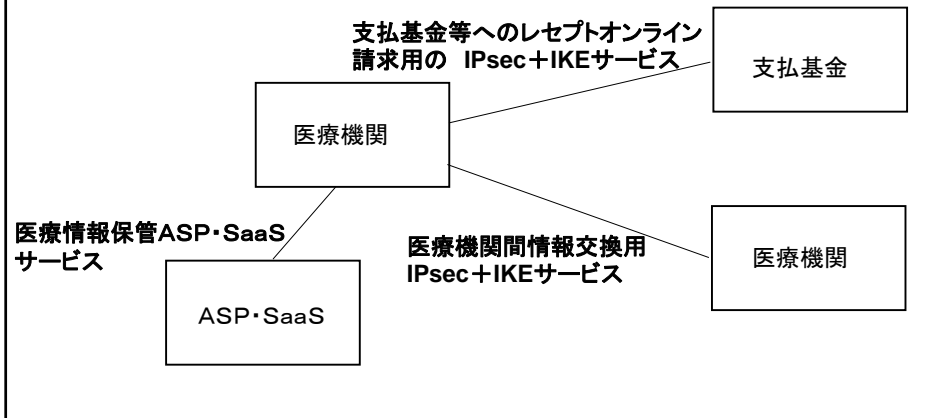 支払基金等へのレセプトオンライン
請求用の　IPsec＋IKEサービス
支払基金
医療機関
医療情報保管ＡＳＰ・SaaS
サービス
医療機関間情報交換用
IPsec＋IKEサービス
医療機関
ＡＳＰ・SaaS